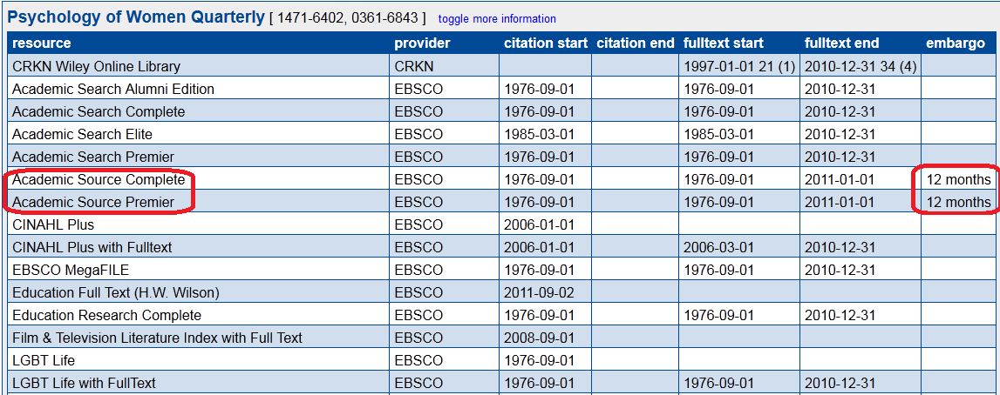 Psychology of Women Quarterly [ 1471-6402, 0361-6843 ] toggle more information
resource provider citation start citation end fulltext start fulltext end embargo
CRKN Wiley Online Library CRKN 1997-01-01 21 (1) 2010-12-31 34 (4)
Academic Search Alumni Edition EBSCO 1976-09-01 1976-09-01 2010-12-31
Academic Search Complete EBSCO 1976-09-01 1976-09-01 2010-12-31
Academic Search Elite EBSCO 1985-03-01 1985-03-01 2010-12-31
Academic Search Premier EBSCO 1976-09-01 1976-09-01 2010-12-31
Academic Source Complete EBSCO 1976-09-01 1976-09-01 2011-01-01 12 months
Academic Source Premier EBSCO 1976-09-01 1976-09-01 2011-01-01 12 months
CINAHL Plus EBSCO 2006-01-01
CINAHL Plus with Fulltext EBSCO 2006-01-01 2006-03-01 2010-12-31
EBSCO MegaFILE EBSCO 1976-09-01 1976-09-01 2010-12-31
Education Full Text (H.W. Wilson) EBSCO 2011-09-02
Education Research Complete EBSCO 1976-09-01 1976-09-01 2010-12-31
Film & Television Literature Index with Full Text EBSCO 2008-09-01
LGBT Life EBSCO 1976-09-01
LGBT Life with FullText EBSCO 1976-09-01 1976-09-01 2010-12-31